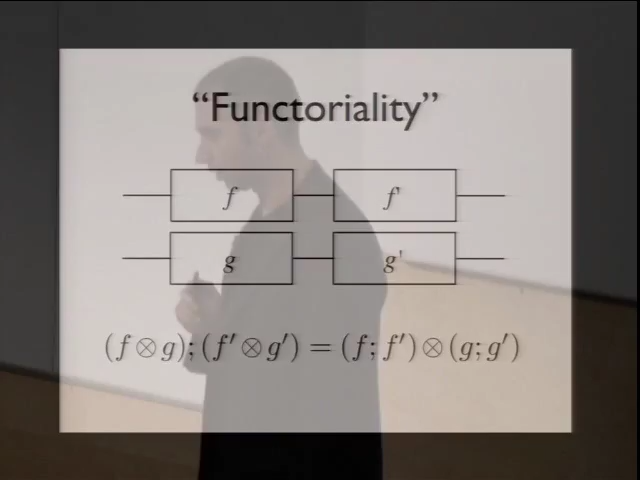 “Functoriality”
f f'
g g'
(f ⊗ g); (f′ ⊗ g′) = (f; f′) ⊗ (g; g′)